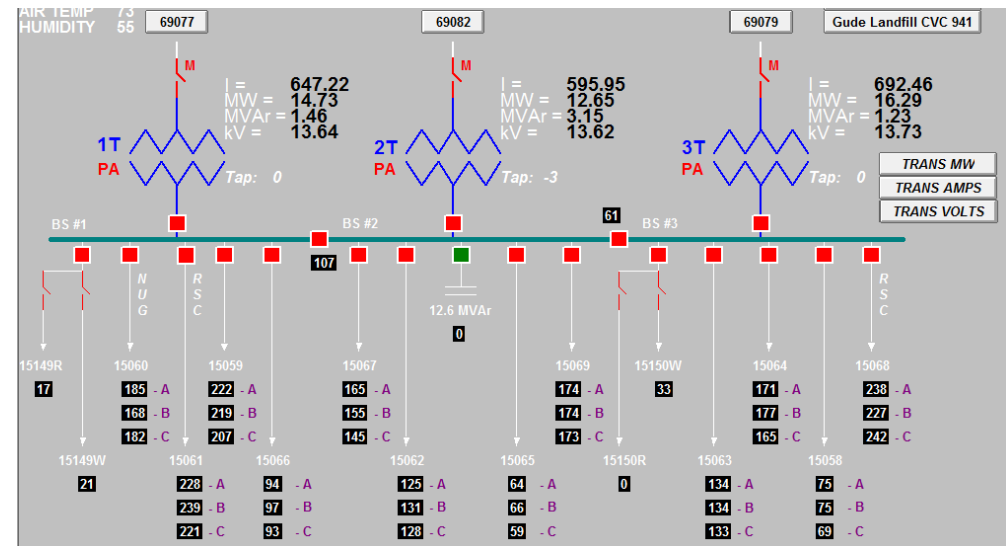 AIR TEMP 73
HUMIDITY 55
69077
69082
69079
Gude Landfill CVC 941
M
M
M
I = 647.22
MW = 14.73
MVAr = 1.46
kV = 13.64
I = 595.95
MW = 12.65
MVAr = 3.15
kV = 13.62
I = 692.46
MW = 16.29
MVAr = 1.23
kV = 13.73
1T
PA
Tap: 0
2T
PA
Tap: -3
3T
PA
Tap: 0
TRANS MW
TRANS AMPS
TRANS VOLTS
BS #1
BS #2
61
BS #3
107
NUG
RSC
12.6 MVAr
0
RSC
15149R
17
15060
185 - A
168 - B
182 - C
15059
222 - A
219 - B
207 - C
15067
165 - A
155 - B
145 - C
15069
174 - A
174 - B
173 - C
15150W
33
15064
171 - A
177 - B
165 - C
15068
238 - A
227 - B
242 - C
15149W
21
15061
228 - A
239 - B
221 - C
15066
94 - A
97 - B
93 - C
15062
125 - A
131 - B
128 - C
15065
64 - A
66 - B
59 - C
15150R
0
15063
134 - A
134 - B
133 - C
15058
75 - A
75 - B
69 - C